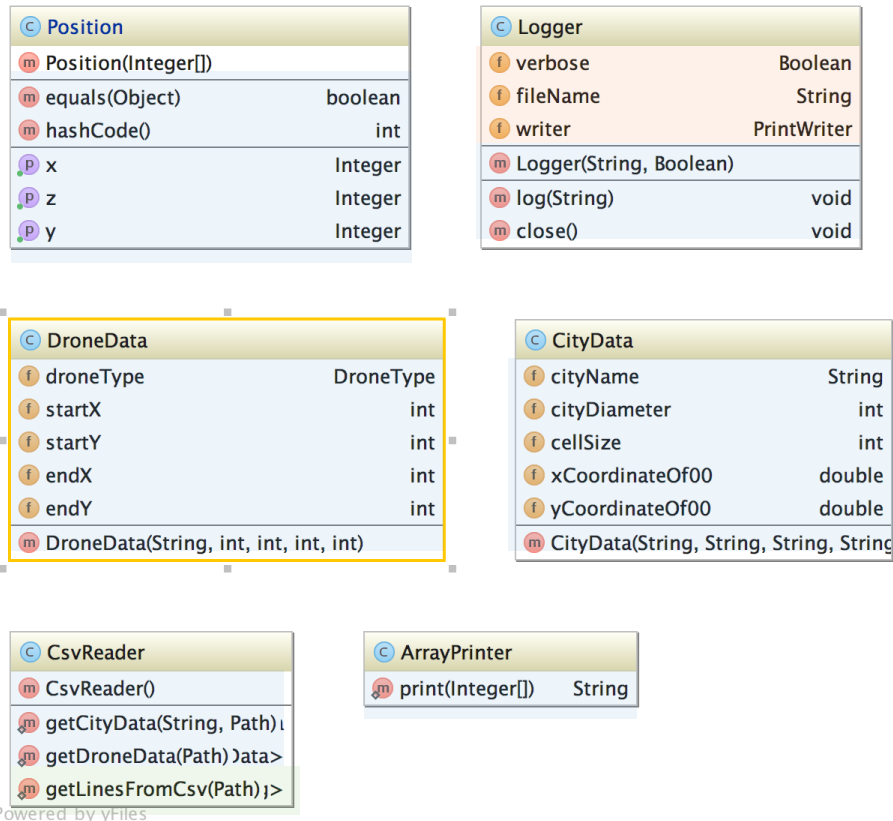 C Position
m Position(Integer[])
m equals(Object) boolean
m hashCode() int
p x Integer
p z Integer
p y Integer
C Logger
f verbose Boolean
f fileName String
f writer PrintWriter
m Logger(String, Boolean)
m log(String) void
m close() void
C DroneData
f droneType DroneType
f startX int
f startY int
f endX int
f endY int
m DroneData(String, int, int, int, int)
C CityData
f cityName String
f cityDiameter int
f cellSize int
f xCoordinateOf00 double
f yCoordinateOf00 double
m CityData(String, String, String, String
C CsvReader
m CsvReader()
m getCityData(String, Path)
m getDroneData(Path) Data>
m getLinesFromCsv(Path) >
C ArrayPrinter
m print(Integer[]) String
Powered by yFiles